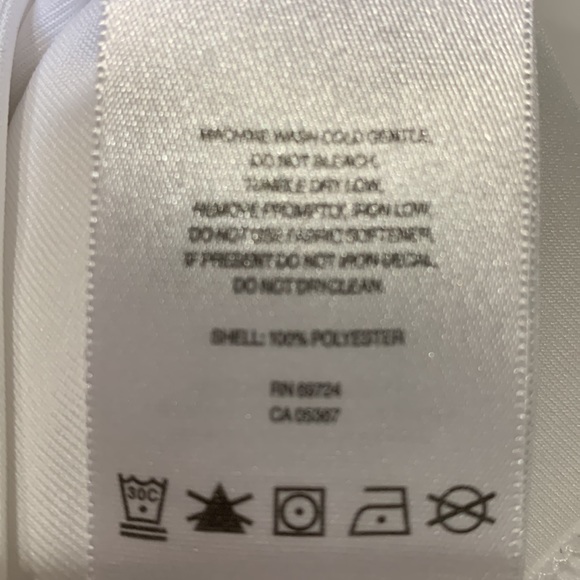 MACHINE WASH COLD GENTLE.
DO NOT BLEACH.
TUMBLE DRY LOW.
REMOVE PROMPTLY. IRON LOW.
DO NOT USE FABRIC SOFTENER.
IF PRESENT DO NOT IRON DECAL.
DO NOT DRYCLEAN.
SHELL: 100% POLYESTER
RN 69724
CA 05367
30C